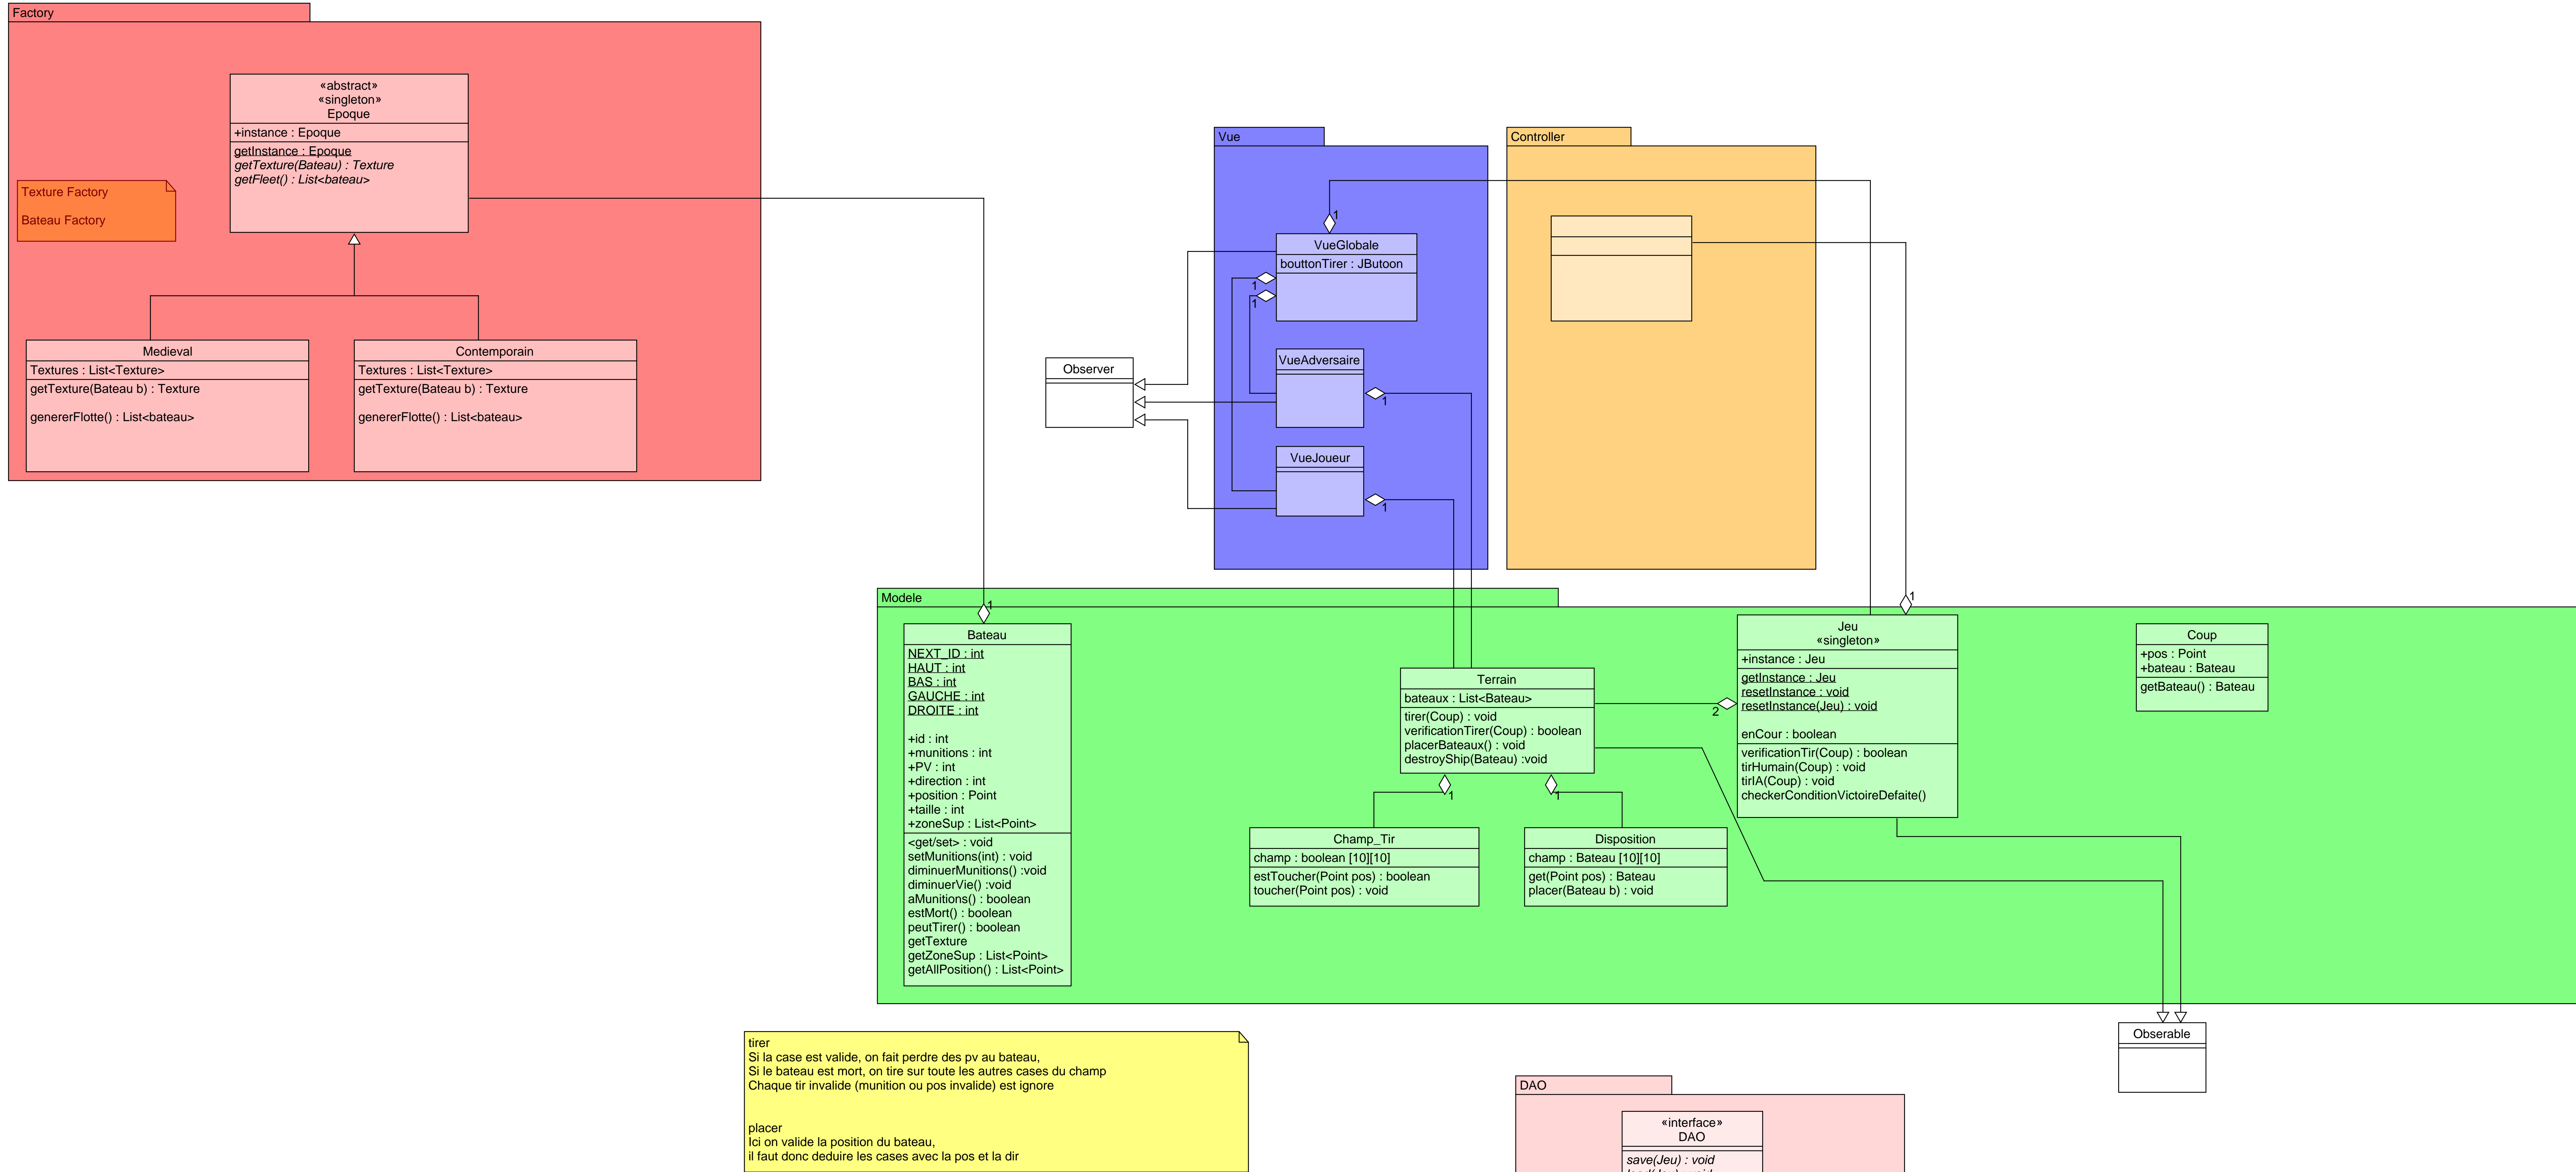 Factory
«abstract»
«singleton»
Epoque
+instance : Epoque
getInstance : Epoque
getTexture(Bateau) : Texture
getFleet() : List<bateau>
Texture Factory
Bateau Factory
Medieval
Textures : List<Texture>
getTexture(Bateau b) : Texture
genererFlotte() : List<bateau>
Contemporain
Textures : List<Texture>
getTexture(Bateau b) : Texture
genererFlotte() : List<bateau>
Vue
1
VueGlobale
bouttonTirer : JButoon
1
1
VueAdversaire
1
VueJoueur
1
Observer
Controller
Modele
1
Bateau
NEXT_ID : int
HAUT : int
BAS : int
GAUCHE : int
DROITE : int
+id : int
+munitions : int
+PV : int
+direction : int
+position : Point
+taille : int
+zoneSup : List<Point>
<get/set> : void
setMunitions(int) : void
diminuerMunitions() :void
diminuerVie() :void
aMunitions() : boolean
estMort() : boolean
peutTirer() : boolean
getTexture
getZoneSup : List<Point>
getAllPosition() : List<Point>
Terrain
bateaux : List<Bateau>
tirer(Coup) : void
verificationTirer(Coup) : boolean
placerBateaux() : void
destroyShip(Bateau) :void
1
1
2
Champ_Tir
champ : boolean [10][10]
estToucher(Point pos) : boolean
toucher(Point pos) : void
Disposition
champ : Bateau [10][10]
get(Point pos) : Bateau
placer(Bateau b) : void
1
Jeu
«singleton»
+instance : Jeu
getInstance : Jeu
resetInstance : void
resetInstance(Jeu) : void
enCour : boolean
verificationTir(Coup) : boolean
tirHumain(Coup) : void
tirIA(Coup) : void
checkerConditionVictoireDefaite()
Coup
+pos : Point
+bateau : Bateau
getBateau() : Bateau
Obserable
tirer
Si la case est valide, on fait perdre des pv au bateau,
Si le bateau est mort, on tire sur toute les autres cases du champ
Chaque tir invalide (munition ou pos invalide) est ignore
placer
Ici on valide la position du bateau,
il faut donc deduire les cases avec la pos et la dir
DAO
«interface»
DAO
save(Jeu) : void